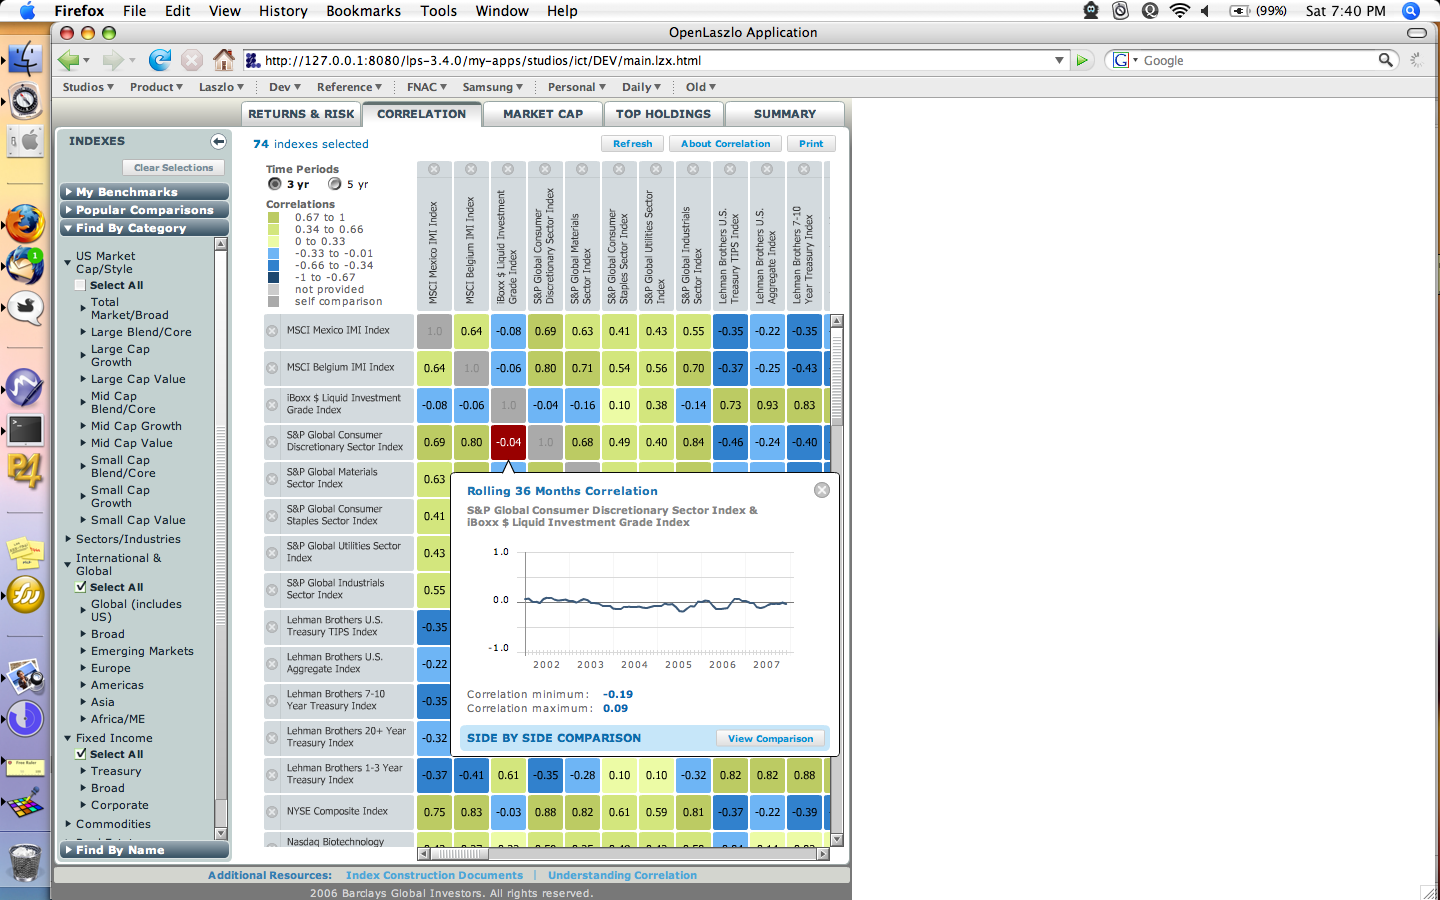 Firefox File Edit View History Bookmarks Tools Window Help (99%) Sat 7:40 PM
OpenLaszlo Application
http://127.0.0.1:8080/lps-3.4.0/my-apps/studios/ict/DEV/main.lzx.html
Google
Studios Product Laszlo Dev Reference FNAC Samsung Personal Daily Old
RETURNS & RISK CORRELATION MARKET CAP TOP HOLDINGS SUMMARY
INDEXES
Clear Selections
My Benchmarks
Popular Comparisons
Find By Category
US Market
Cap/Style
Select All
Total
Market/Broad
Large Blend/Core
Large Cap
Growth
Large Cap Value
Mid Cap
Blend/Core
Mid Cap Growth
Mid Cap Value
Small Cap
Blend/Core
Small Cap
Growth
Small Cap Value
Sectors/Industries
International &
Global
Select All
Global (includes
US)
Broad
Emerging Markets
Europe
Americas
Asia
Africa/ME
Fixed Income
Select All
Treasury
Broad
Corporate
Commodities
Find By Name
74 indexes selected
Refresh About Correlation Print
Time Periods
3 yr 5 yr
Correlations
0.67 to 1
0.34 to 0.66
0 to 0.33
-0.33 to -0.01
-0.66 to -0.34
-1 to -0.67
not provided
self comparison
MSCI Mexico IMI Index
MSCI Belgium IMI Index
iBoxx $ Liquid Investment
Grade Index
S&P Global Consumer
Discretionary Sector Index
S&P Global Materials
Sector Index
S&P Global Consumer
Staples Sector Index
S&P Global Utilities Sector
Index
S&P Global Industrials
Sector Index
Lehman Brothers U.S.
Treasury TIPS Index
Lehman Brothers U.S.
Aggregate Index
Lehman Brothers 7-10
Year Treasury Index
MSCI Mexico IMI Index 1.0 0.64 -0.08 0.69 0.63 0.41 0.43 0.55 -0.35 -0.22 -0.35
MSCI Belgium IMI Index 0.64 1.0 -0.06 0.80 0.71 0.54 0.56 0.70 -0.37 -0.25 -0.43
iBoxx $ Liquid Investment
Grade Index -0.08 -0.06 1.0 -0.04 -0.16 0.10 0.38 -0.14 0.73 0.93 0.83
S&P Global Consumer
Discretionary Sector Index 0.69 0.80 -0.04 1.0 0.68 0.49 0.40 0.84 -0.46 -0.24 -0.40
S&P Global Materials
Sector Index 0.63
S&P Global Consumer
Staples Sector Index 0.41
S&P Global Utilities Sector
Index 0.43
S&P Global Industrials
Sector Index 0.55
Lehman Brothers U.S.
Treasury TIPS Index -0.35
Lehman Brothers U.S.
Aggregate Index -0.22
Lehman Brothers 7-10
Year Treasury Index -0.35
Lehman Brothers 20+ Year
Treasury Index -0.32
Lehman Brothers 1-3 Year
Treasury Index -0.37 -0.41 0.61 -0.35 -0.28 0.10 0.10 -0.32 0.82 0.82 0.88
NYSE Composite Index 0.75 0.83 -0.03 0.88 0.82 0.61 0.59 0.81 -0.37 -0.22 -0.39
Nasdaq Biotechnology
Rolling 36 Months Correlation
S&P Global Consumer Discretionary Sector Index &
iBoxx $ Liquid Investment Grade Index
1.0
0.0
-1.0
2002 2003 2004 2005 2006 2007
Correlation minimum: -0.19
Correlation maximum: 0.09
SIDE BY SIDE COMPARISON View Comparison
Additional Resources: Index Construction Documents | Understanding Correlation
2006 Barclays Global Investors. All rights reserved.